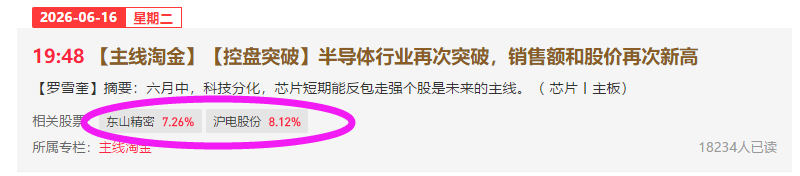 2026-06-16 星期二
19:48 【主线淘金】【控盘突破】半导体行业再次突破，销售额和股价再次新高
【罗雪奎】摘要：六月中，科技分化，芯片短期能反包走强个股是未来的主线。（ 芯片丨主板）
相关股票 东山精密 7.26% 沪电股份 8.12%
所属专栏：主线淘金 18234人已读